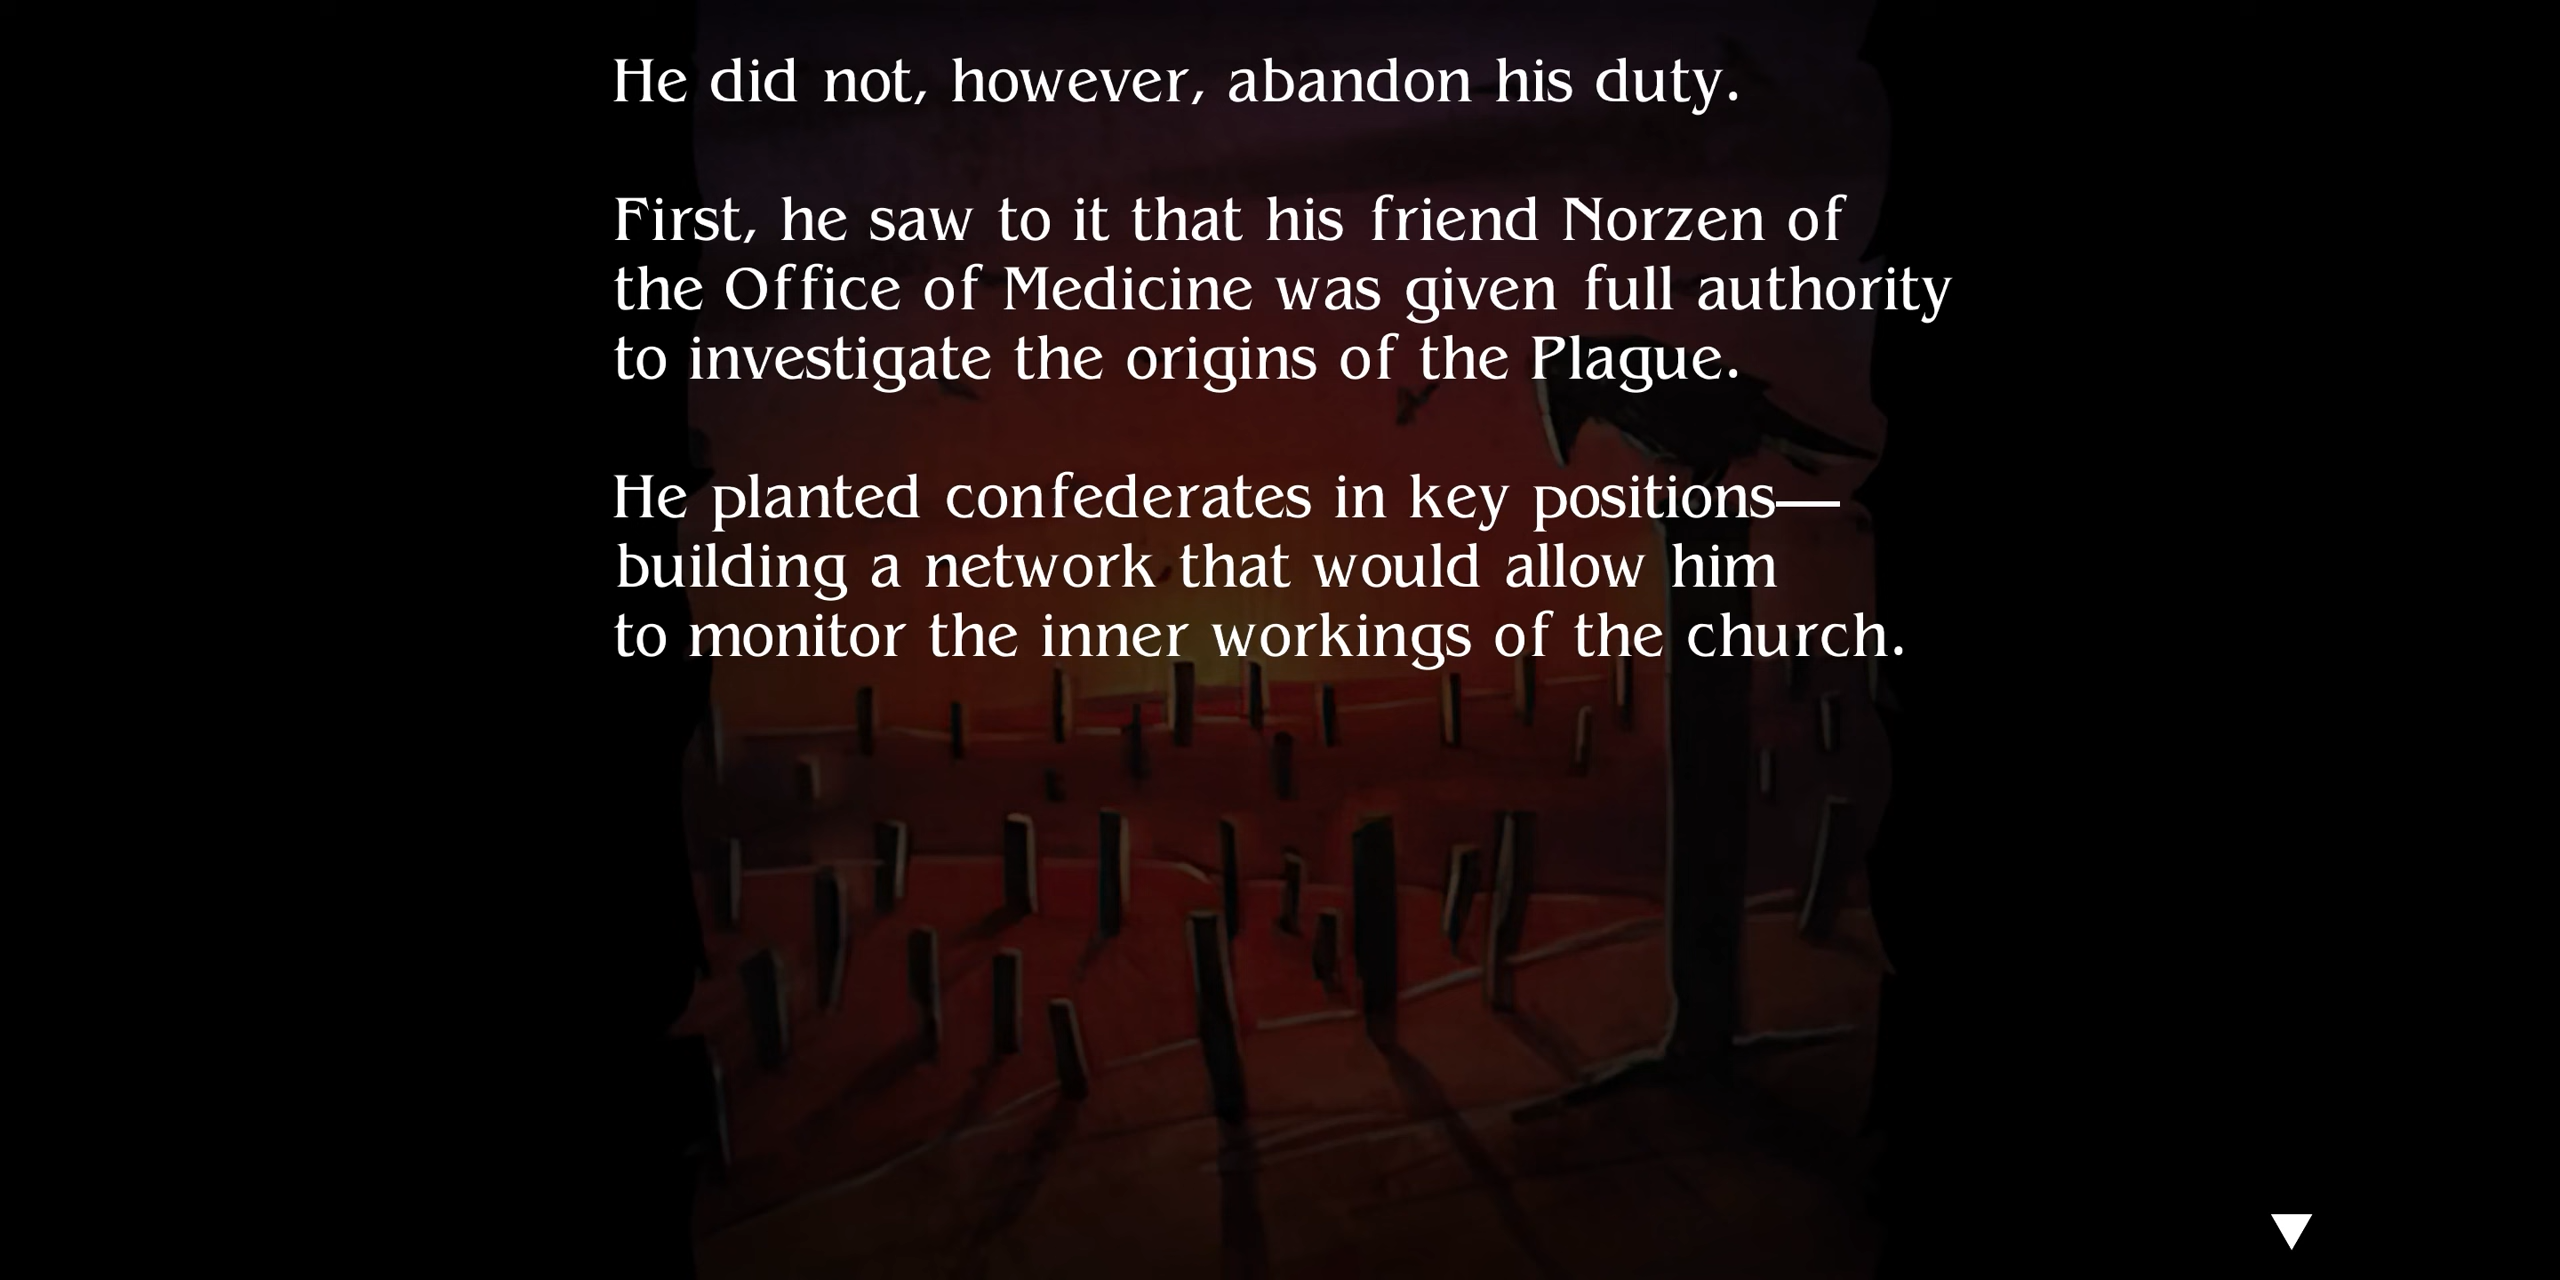 He did not, however, abandon his duty.
First, he saw to it that his friend Norzen of
the Office of Medicine was given full authority
to investigate the origins of the Plague.
He planted confederates in key positions—
building a network that would allow him
to monitor the inner workings of the church.